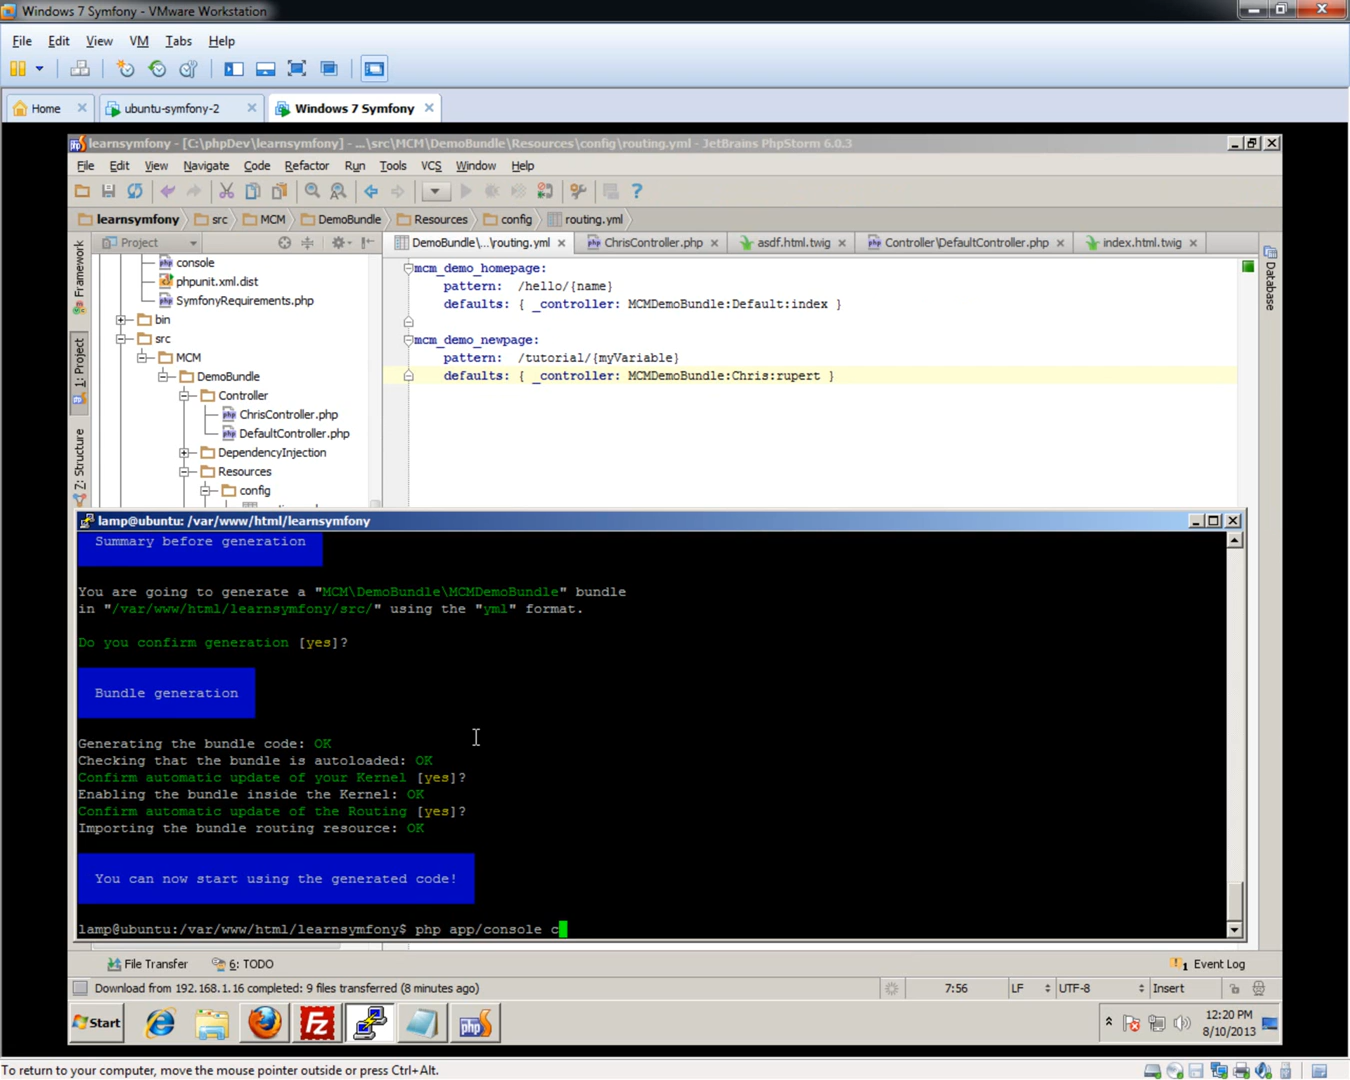 Windows 7 Symfony - VMware Workstation
File Edit View VM Tabs Help
Home ubuntu-symfony-2 Windows 7 Symfony
learnsymfony - [C:\phpDev\learnsymfony] - ...\src\MCM\DemoBundle\Resources\config\routing.yml - JetBrains PhpStorm 6.0.3
File Edit View Navigate Code Refactor Run Tools VCS Window Help
learnsymfony src MCM DemoBundle Resources config routing.yml
Project
DemoBundle\...\routing.yml ChrisController.php asdf.html.twig Controller\DefaultController.php index.html.twig
Framework
1: Project
Z: Structure
Database
console
phpunit.xml.dist
SymfonyRequirements.php
bin
src
MCM
DemoBundle
Controller
ChrisController.php
DefaultController.php
DependencyInjection
Resources
config
mcm_demo_homepage:
pattern: /hello/{name}
defaults: { _controller: MCMDemoBundle:Default:index }
mcm_demo_newpage:
pattern: /tutorial/{myVariable}
defaults: { _controller: MCMDemoBundle:Chris:rupert }
lamp@ubuntu: /var/www/html/learnsymfony
Summary before generation
You are going to generate a "MCM\DemoBundle\MCMDemoBundle" bundle
in "/var/www/html/learnsymfony/src/" using the "yml" format.
Do you confirm generation [yes]?
Bundle generation
Generating the bundle code: OK
Checking that the bundle is autoloaded: OK
Confirm automatic update of your Kernel [yes]?
Enabling the bundle inside the Kernel: OK
Confirm automatic update of the Routing [yes]?
Importing the bundle routing resource: OK
You can now start using the generated code!
lamp@ubuntu:/var/www/html/learnsymfony$ php app/console c
File Transfer 6: TODO Event Log
Download from 192.168.1.16 completed: 9 files transferred (8 minutes ago) 7:56 LF UTF-8 Insert
Start
12:20 PM
8/10/2013
To return to your computer, move the mouse pointer outside or press Ctrl+Alt.